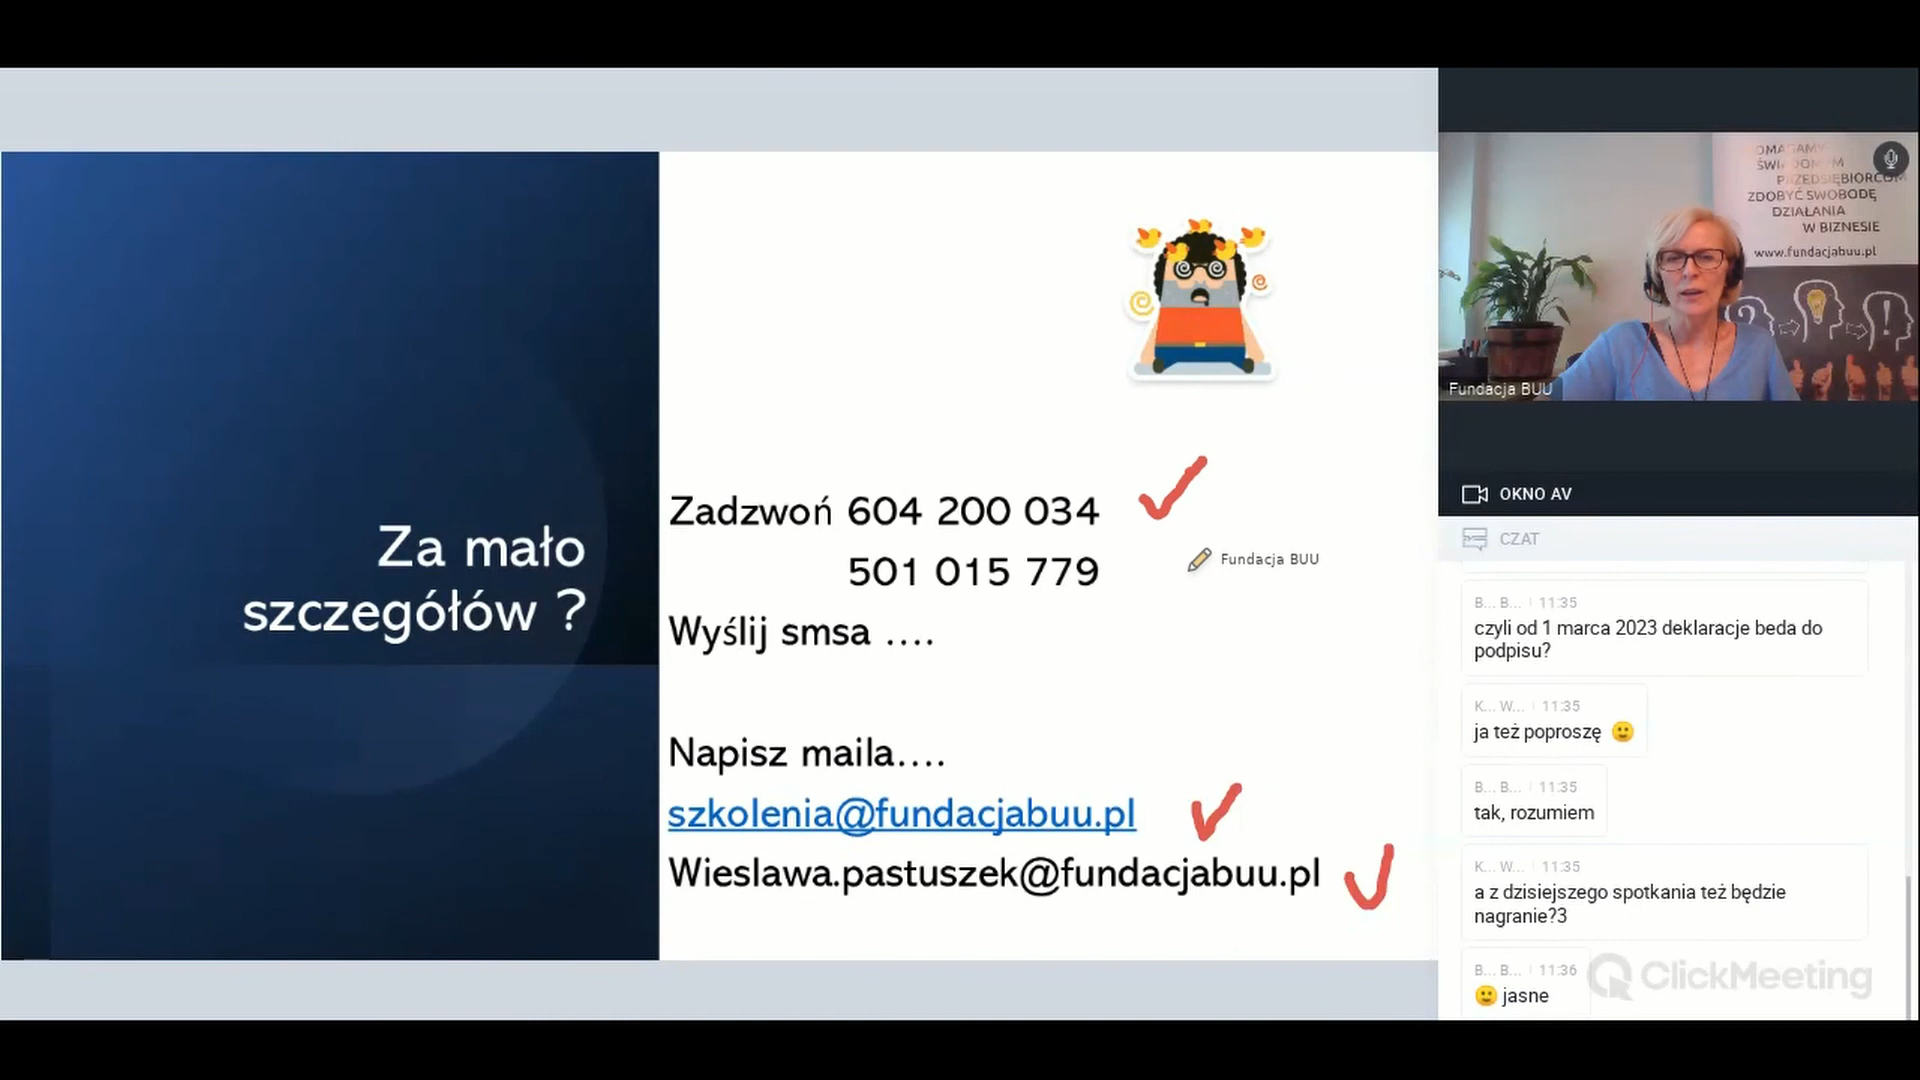 Za mało
szczegółów ?
Zadzwoń 604 200 034
501 015 779
Wyślij smsa ....
Napisz maila....
szkolenia@fundacjabuu.pl
Wieslawa.pastuszek@fundacjabuu.pl
Fundacja BUU
ŚWIADOMYM
PRZEDSIĘBIORCOM
ZDOBYĆ SWOBODĘ
DZIAŁANIA
W BIZNESIE
www.fundacjabuu.pl
Fundacja BUU
OKNO AV
CZAT
B... B... 11:35
czyli od 1 marca 2023 deklaracje beda do
podpisu?
K... W... 11:35
ja też poproszę 🙂
B... B... 11:35
tak, rozumiem
K... W... 11:35
a z dzisiejszego spotkania też będzie
nagranie?3
B... B... 11:36
🙂 jasne
ClickMeeting